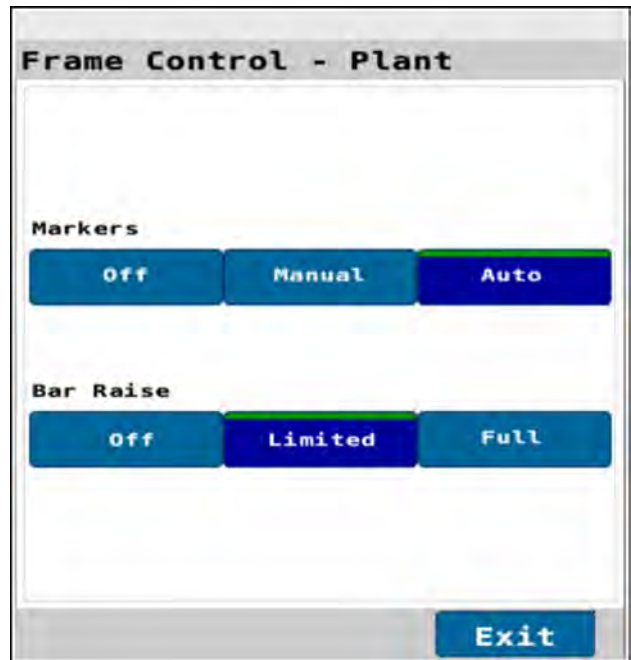 Frame Control - Plant
Markers
Off Manual Auto
Bar Raise
Off Limited Full
Exit